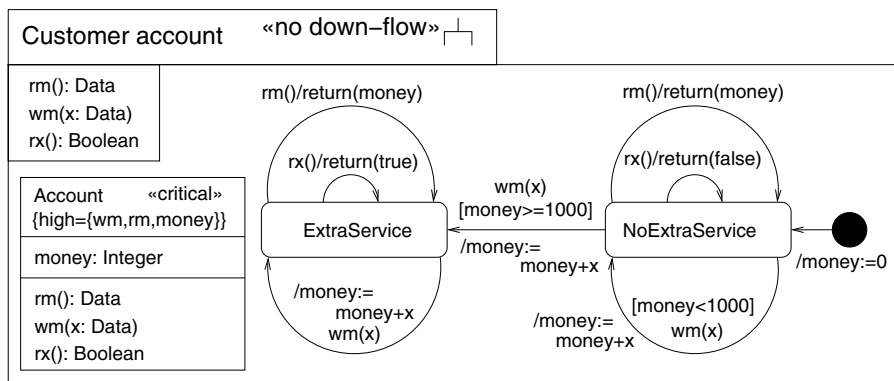 Customer account «no down–flow»
rm(): Data
wm(x: Data)
rx(): Boolean
Account «critical»
{high={wm,rm,money}}
money: Integer
rm(): Data
wm(x: Data)
rx(): Boolean
rm()/return(money)
rx()/return(true)
ExtraService
/money:=
money+x
wm(x)
wm(x)
[money>=1000]
/money:=
money+x
rm()/return(money)
rx()/return(false)
NoExtraService
/money:=0
[money<1000]
wm(x)
/money:=
money+x